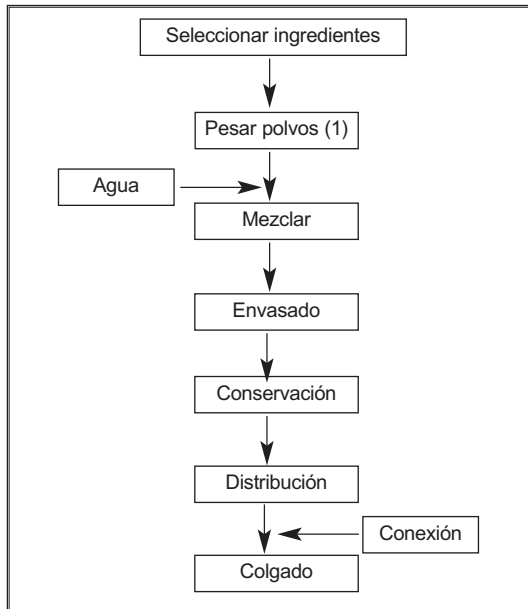 Seleccionar ingredientes
Pesar polvos (1)
Agua
Mezclar
Envasado
Conservación
Distribución
Conexión
Colgado